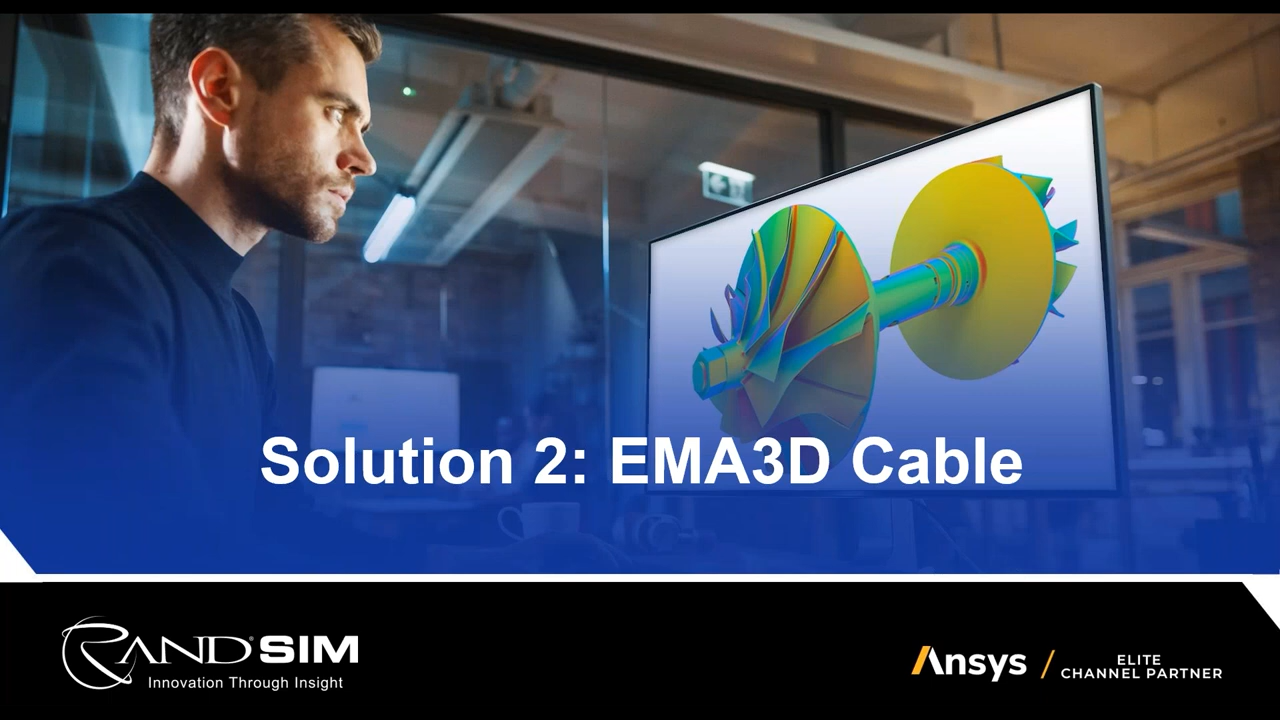 Solution 2: EMA3D Cable
RAND SIM
Innovation Through Insight
Ansys / ELITE
CHANNEL PARTNER